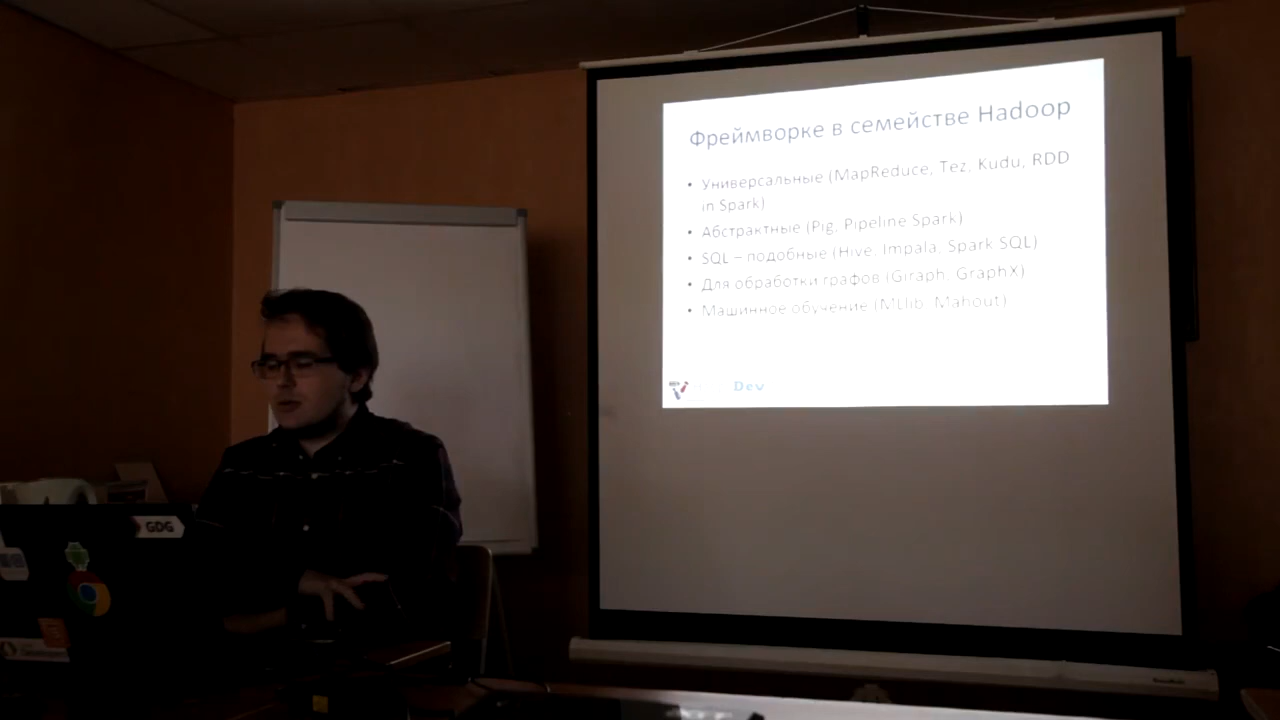 Фреймворке в семействе Hadoop
• Универсальные (MapReduce, Tez, Kudu, RDD
in Spark)
• Абстрактные (Pig, Pipeline Spark)
• SQL – подобные (Hive, Impala, Spark SQL)
• Для обработки графов (Giraph, GraphX)
• Машинное обучение (MLlib, Mahout)
Dev
GDG